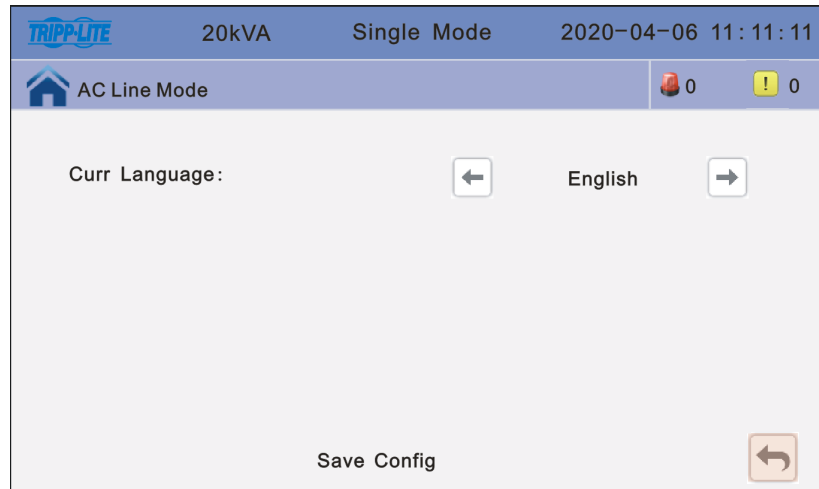 TRIPP·LITE 20kVA Single Mode 2020-04-06 11:11:11
AC Line Mode 0 ! 0
Curr Language: English
Save Config